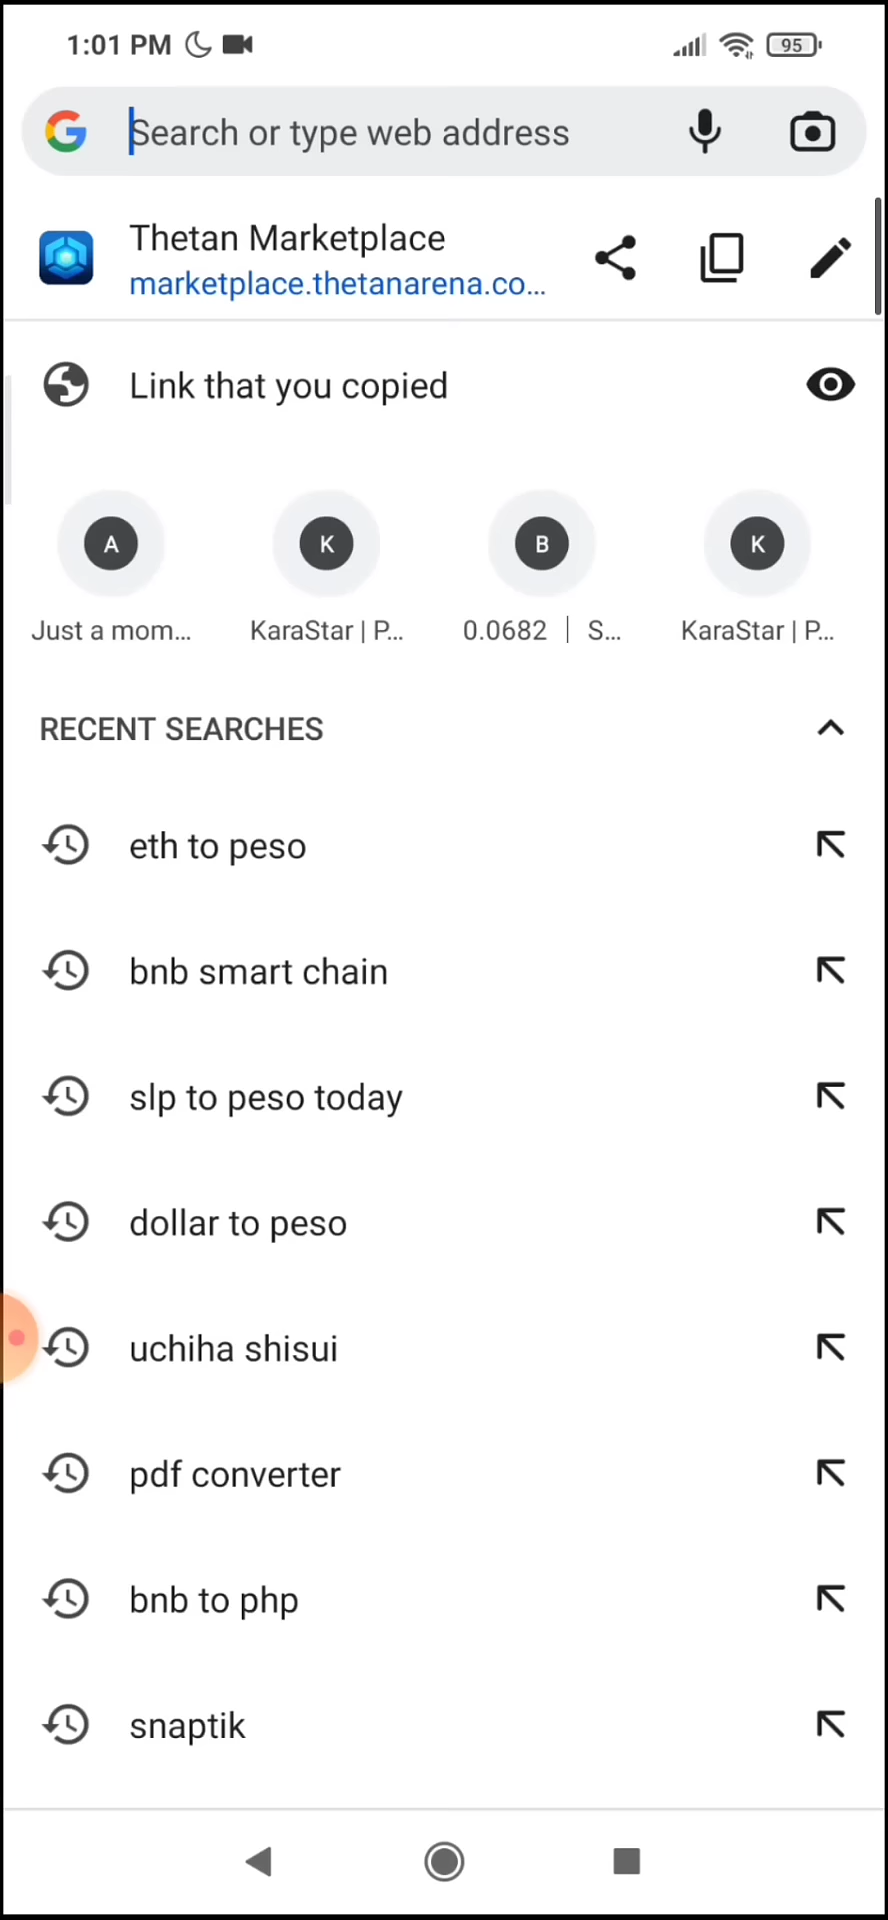 1:01 PM
95
Search or type web address
Thetan Marketplace
marketplace.thetanarena.co...
Link that you copied
A
K
B
K
Just a mom...
KaraStar | P...
0.0682 | S...
KaraStar | P...
RECENT SEARCHES
eth to peso
bnb smart chain
slp to peso today
dollar to peso
uchiha shisui
pdf converter
bnb to php
snaptik